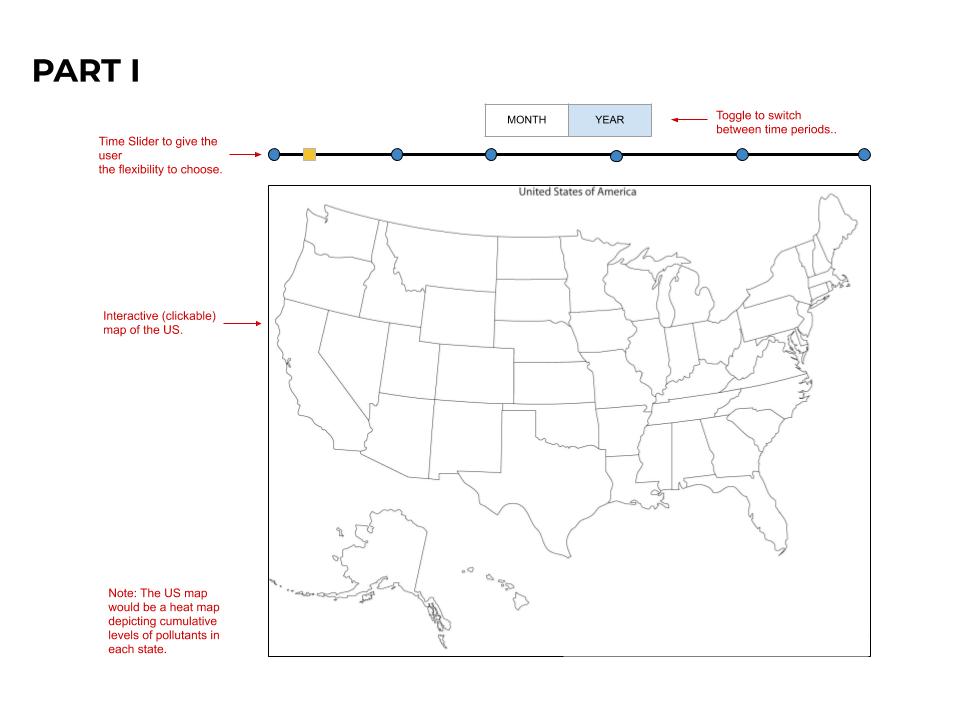 PART I
MONTH
YEAR
Toggle to switch
between time periods..
Time Slider to give the
user
the flexibility to choose.
United States of America
Interactive (clickable)
map of the US.
Note: The US map
would be a heat map
depicting cumulative
levels of pollutants in
each state.